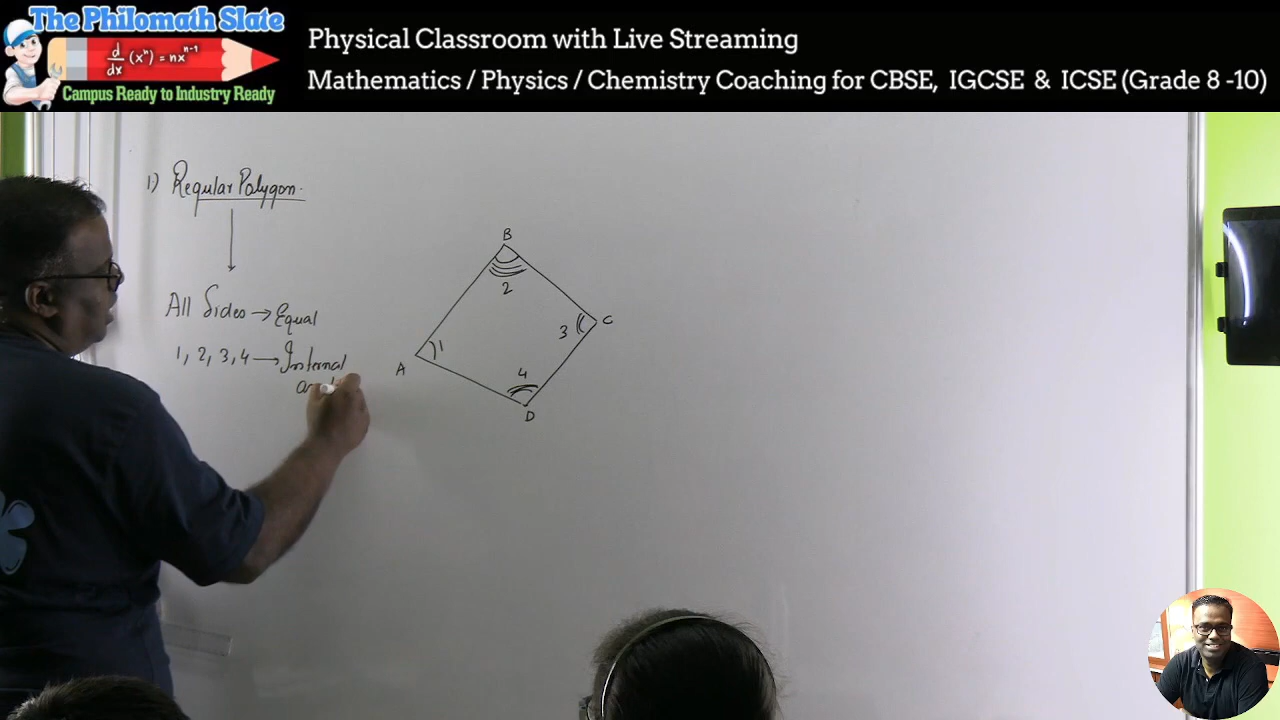 The Philomath Slate
d/dx (xⁿ) = nxⁿ⁻¹
Campus Ready to Industry Ready
Physical Classroom with Live Streaming
Mathematics / Physics / Chemistry Coaching for CBSE, IGCSE & ICSE (Grade 8 -10)
1) Regular Polygon.
All Sides → Equal
1, 2, 3, 4 → Internal
B
2
C
3
1
A
4
D